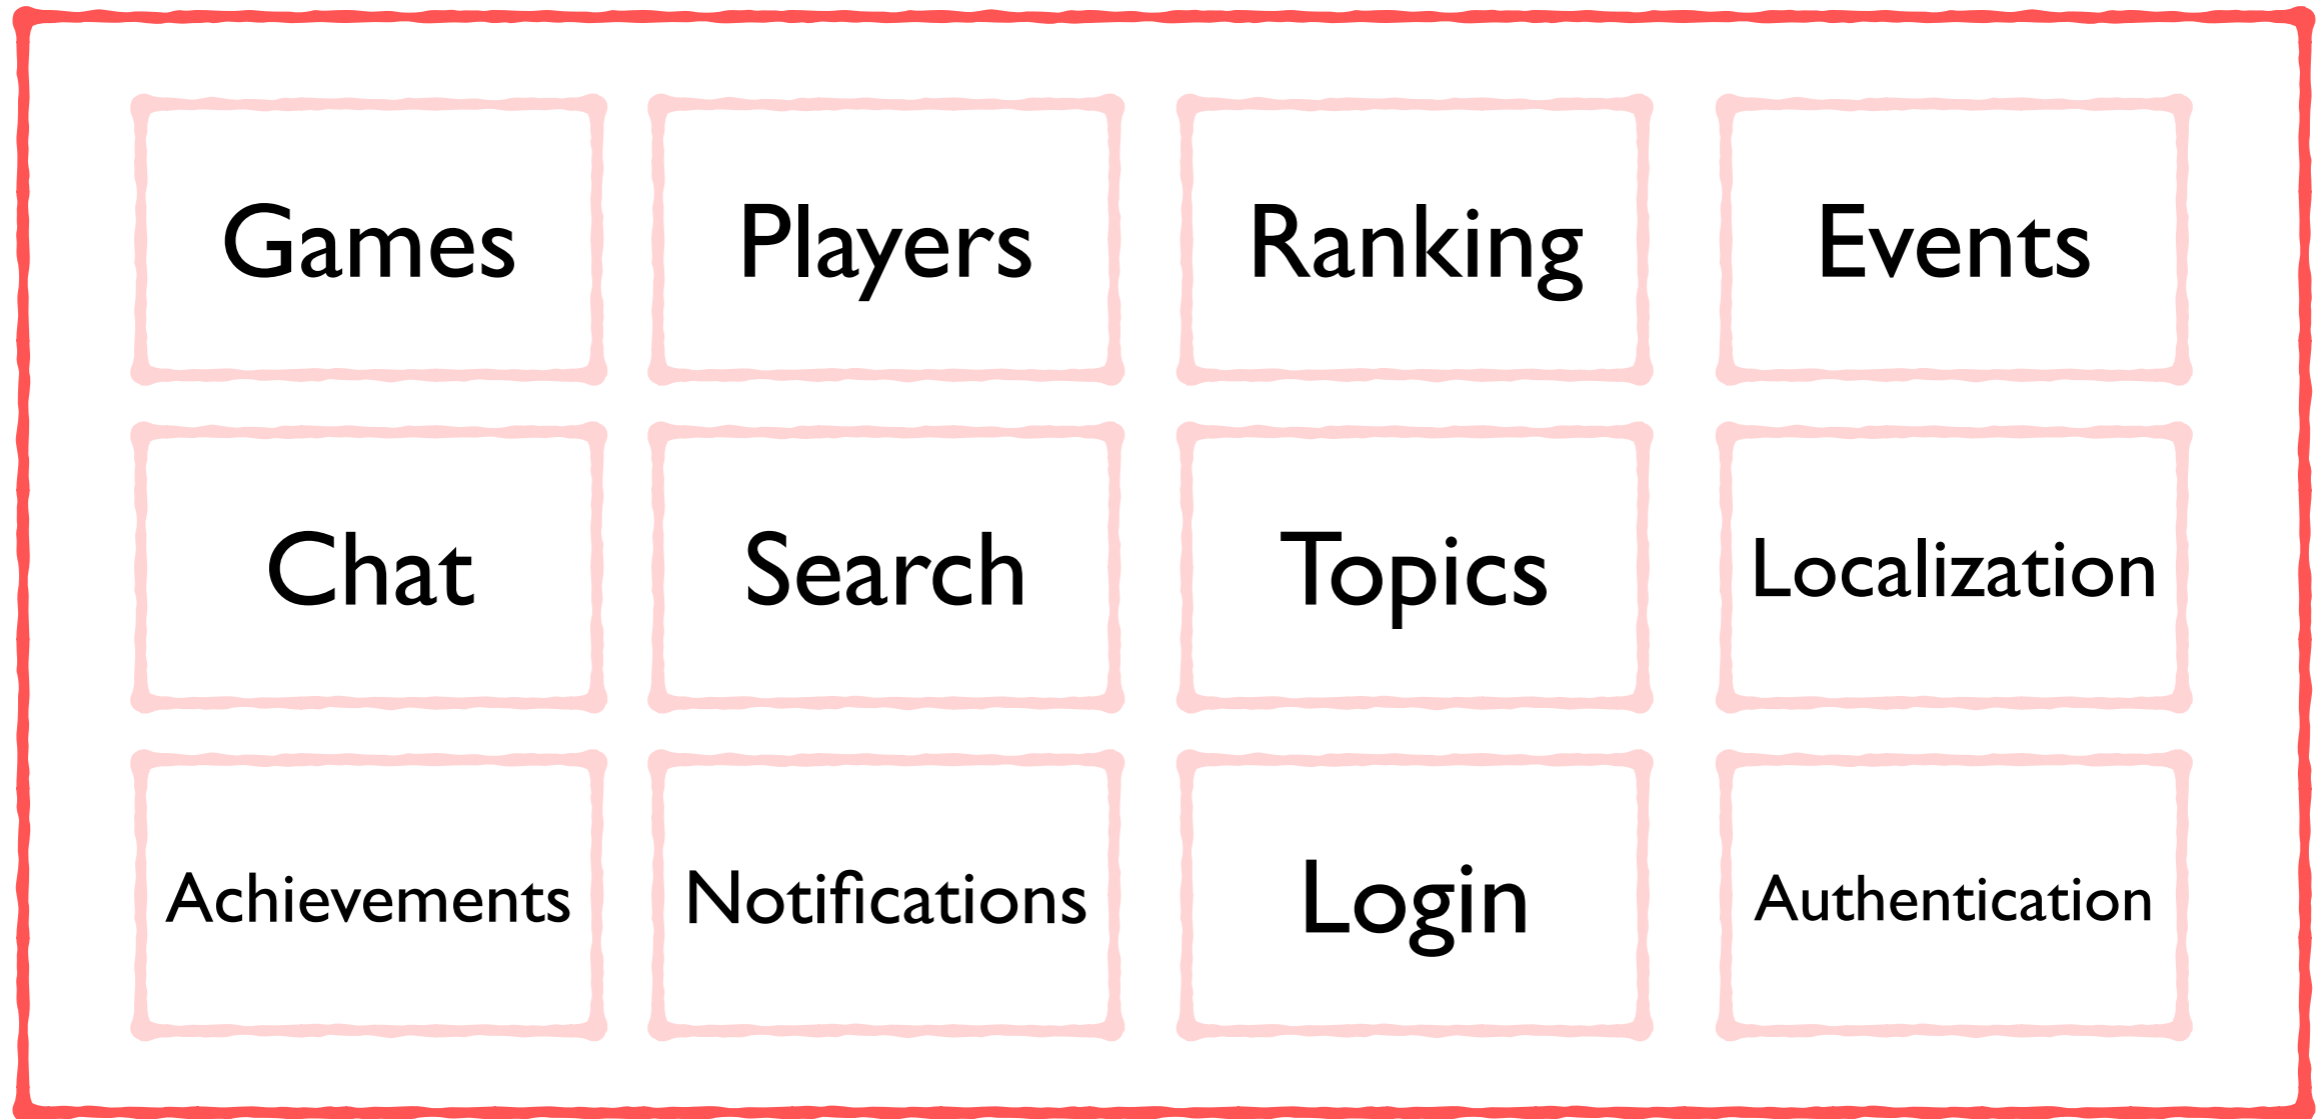 Games
Players
Ranking
Events
Chat
Search
Topics
Localization
Achievements
Notifications
Login
Authentication